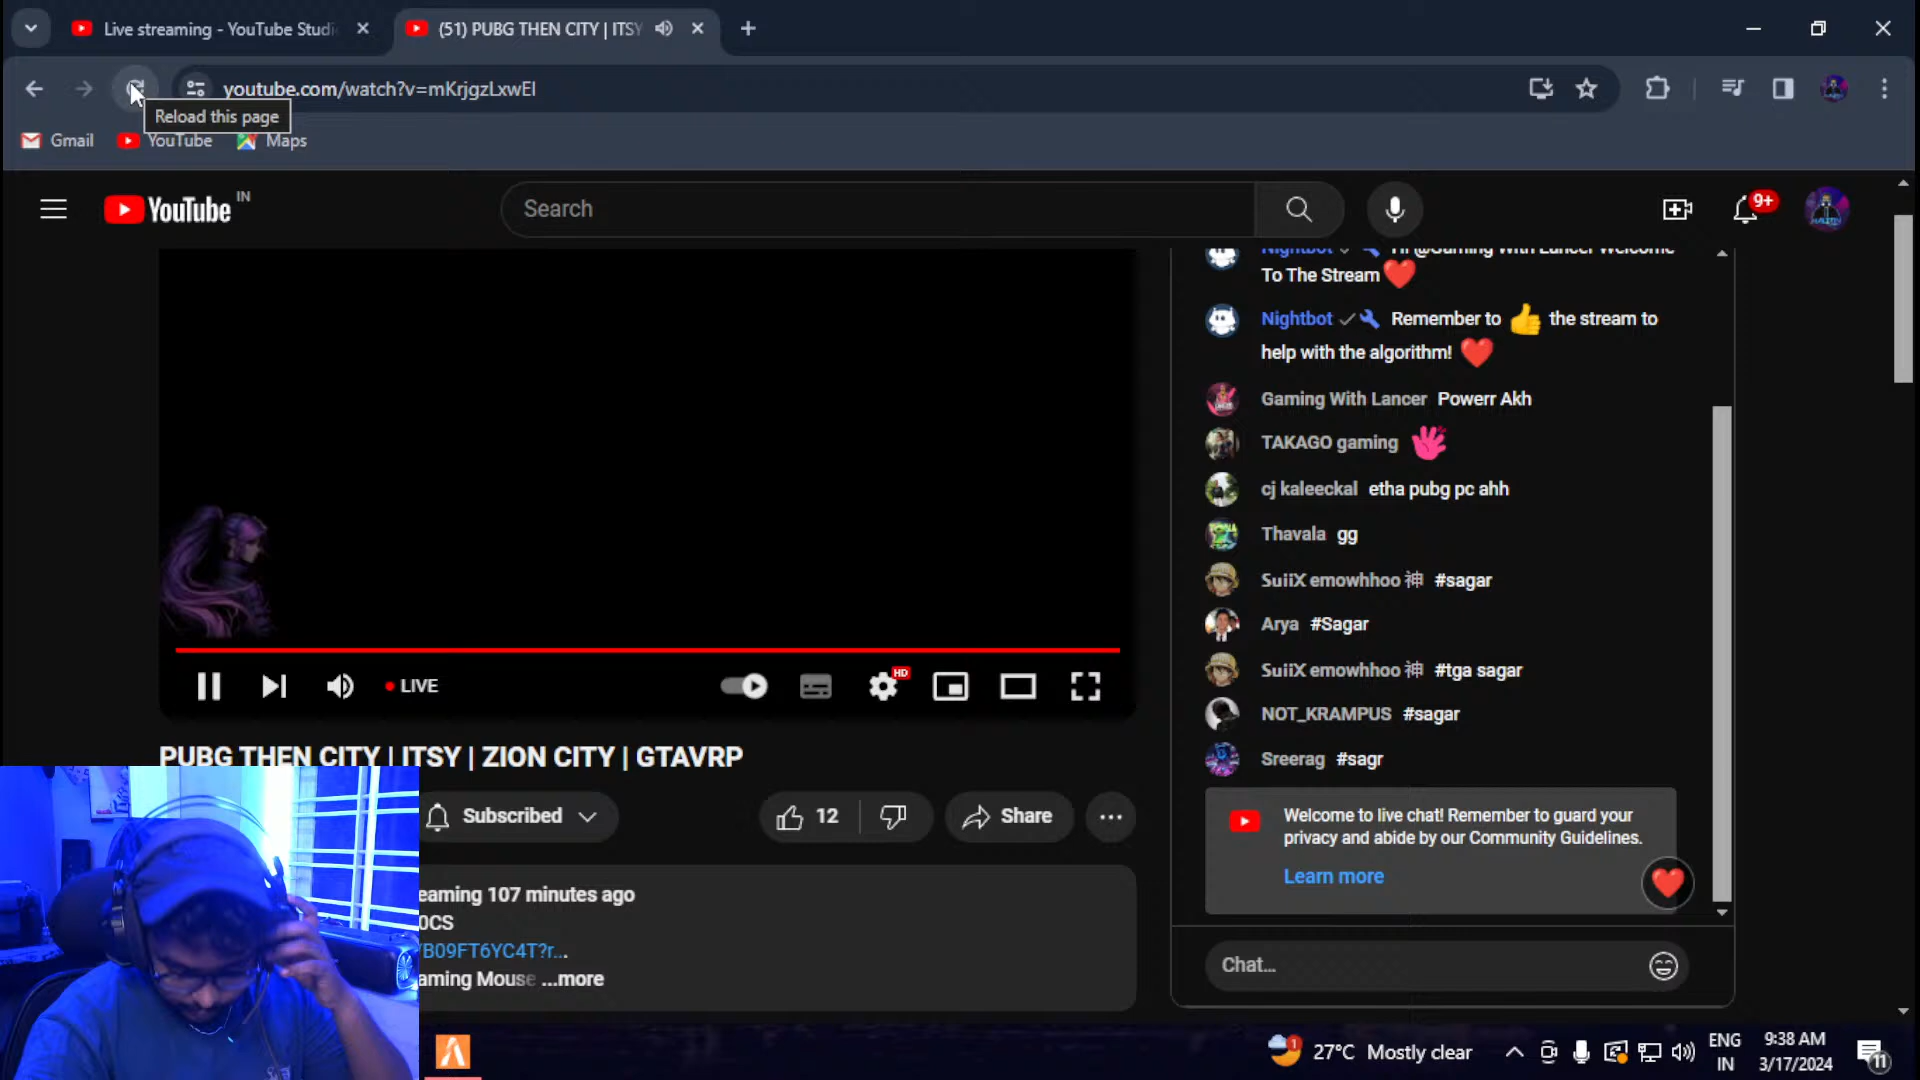 Live streaming - YouTube Studi
(51) PUBG THEN CITY | ITSY
youtube.com/watch?v=mKrjgzLxwEI
Reload this page
Gmail
YouTube
Maps
YouTube IN
Search
9+
Nightbot Hi @Gaming With Lancer Welcome
To The Stream ❤️
Nightbot Remember to 👍 the stream to
help with the algorithm! ❤️
Gaming With Lancer Powerr Akh
TAKAGO gaming
cj kaleeckal etha pubg pc ahh
Thavala gg
SuiiX emowhhoo 神 #sagar
Arya #Sagar
SuiiX emowhhoo 神 #tga sagar
NOT_KRAMPUS #sagar
Sreerag #sagr
Welcome to live chat! Remember to guard your
privacy and abide by our Community Guidelines.
Learn more
Chat...
LIVE
HD
PUBG THEN CITY | ITSY | ZION CITY | GTAVRP
Subscribed
12
Share
eaming 107 minutes ago
0CS
/B09FT6YC4T?r...
aming Mouse ...more
1
27°C Mostly clear
ENG
IN
9:38 AM
3/17/2024
11